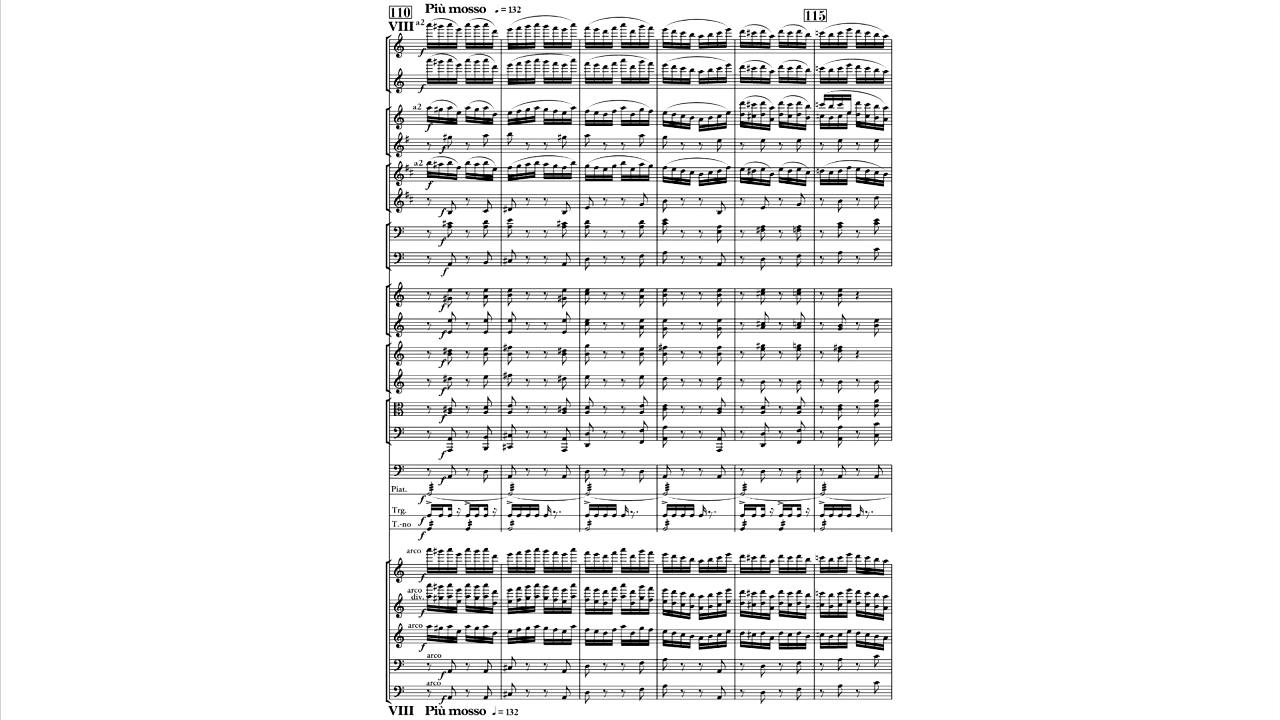 110 Più mosso ♩ = 132
115
VIII a2
f
f
a2
f
f
a2
f
f
f
f
f
f
f
f
f
f
f
Piat.
f
Trg.
f
T.-no
f
arco
f
arco
div.
f
arco
f
arco
f
arco
f
VIII Più mosso ♩ = 132